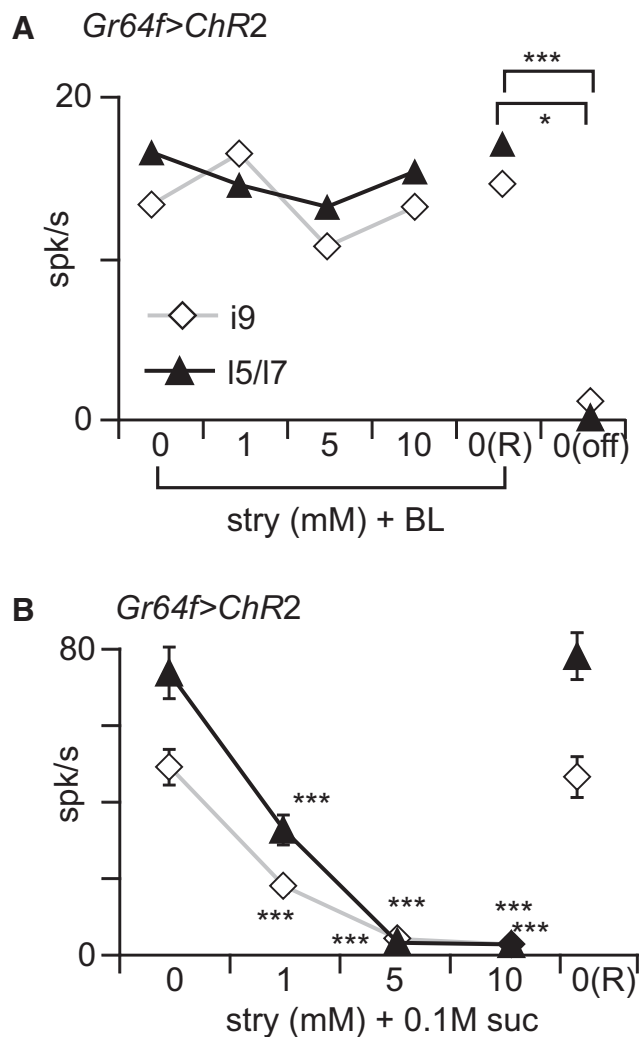 A Gr64f>ChR2
***
*
20
spk/s
i9
l5/l7
0
0 1 5 10 0(R) 0(off)
stry (mM) + BL
B Gr64f>ChR2
80
spk/s
***
***
***
***
***
***
0
0 1 5 10 0(R)
stry (mM) + 0.1M suc